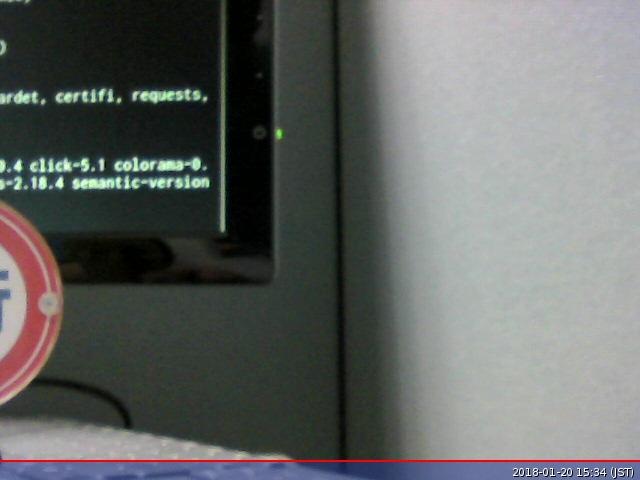 )
ardet, certifi, requests,
0.4 click-5.1 colorama-0.
s-2.18.4 semantic-version
2018-01-20 15:34 (JST)